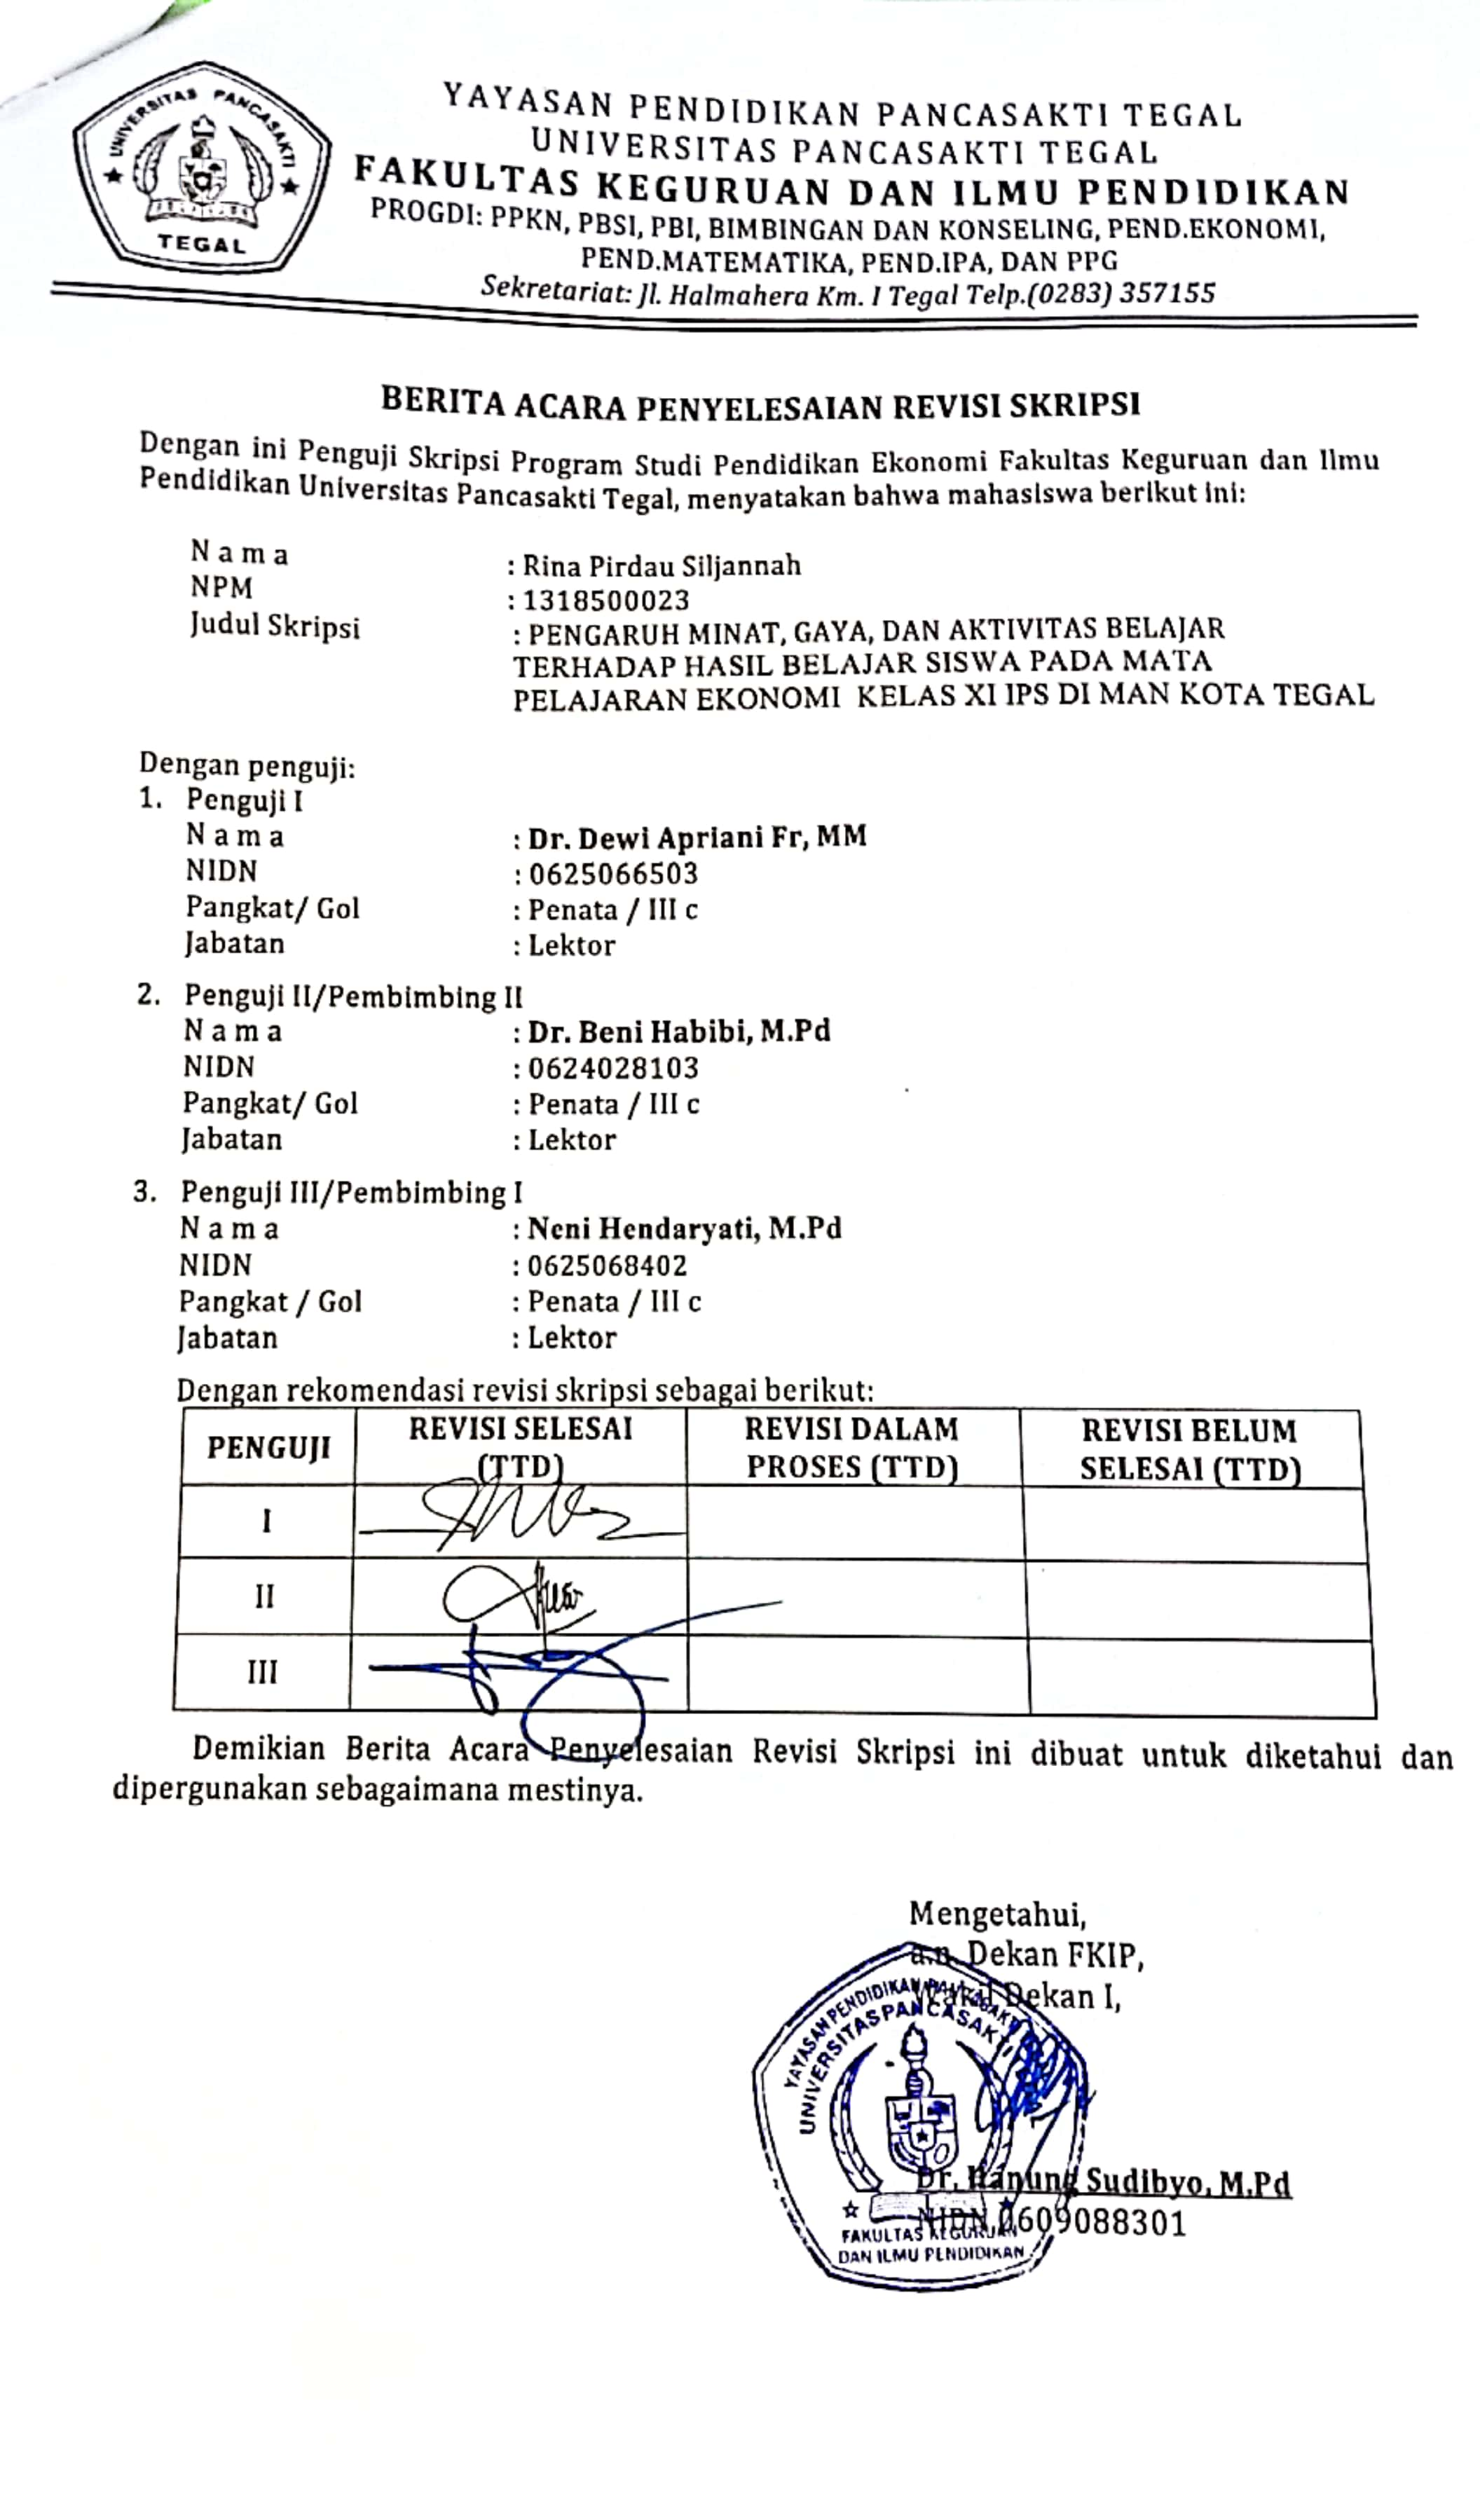 UNIVERSITAS PANCASAKTI
TEGAL
YAYASAN PENDIDIKAN PANCASAKTI TEGAL
UNIVERSITAS PANCASAKTI TEGAL
FAKULTAS KEGURUAN DAN ILMU PENDIDIKAN
PROGDI: PPKN, PBSI, PBI, BIMBINGAN DAN KONSELING, PEND.EKONOMI,
PEND.MATEMATIKA, PEND.IPA, DAN PPG
Sekretariat: Jl. Halmahera Km. I Tegal Telp.(0283) 357155
BERITA ACARA PENYELESAIAN REVISI SKRIPSI
Dengan ini Penguji Skripsi Program Studi Pendidikan Ekonomi Fakultas Keguruan dan Ilmu
Pendidikan Universitas Pancasakti Tegal, menyatakan bahwa mahasiswa berikut ini:
N a m a : Rina Pirdau Siljannah
NPM : 1318500023
Judul Skripsi : PENGARUH MINAT, GAYA, DAN AKTIVITAS BELAJAR
TERHADAP HASIL BELAJAR SISWA PADA MATA
PELAJARAN EKONOMI KELAS XI IPS DI MAN KOTA TEGAL
Dengan penguji:
1. Penguji I
N a m a : Dr. Dewi Apriani Fr, MM
NIDN : 0625066503
Pangkat/ Gol : Penata / III c
Jabatan : Lektor
2. Penguji II/Pembimbing II
N a m a : Dr. Beni Habibi, M.Pd
NIDN : 0624028103
Pangkat/ Gol : Penata / III c
Jabatan : Lektor
3. Penguji III/Pembimbing I
N a m a : Neni Hendaryati, M.Pd
NIDN : 0625068402
Pangkat / Gol : Penata / III c
Jabatan : Lektor
Dengan rekomendasi revisi skripsi sebagai berikut:
PENGUJI REVISI SELESAI (TTD) REVISI DALAM PROSES (TTD) REVISI BELUM SELESAI (TTD)
I
II
III
Demikian Berita Acara Penyelesaian Revisi Skripsi ini dibuat untuk diketahui dan
dipergunakan sebagaimana mestinya.
Mengetahui,
a.n. Dekan FKIP,
Wakil Dekan I,
YAYASAN PENDIDIKAN PANCASAKTI
UNIVERSITAS PANCASAKTI
Dr. Hanung Sudibyo, M.Pd
NIDN 0609088301
FAKULTAS KEGURUAN
DAN ILMU PENDIDIKAN